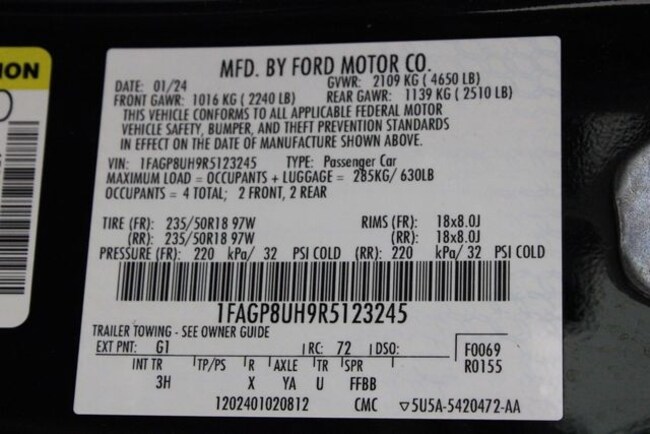 ION
MFD. BY FORD MOTOR CO.
DATE: 01/24 GVWR: 2109 KG ( 4650 LB)
FRONT GAWR: 1016 KG ( 2240 LB) REAR GAWR: 1139 KG ( 2510 LB)
THIS VEHICLE CONFORMS TO ALL APPLICABLE FEDERAL MOTOR
VEHICLE SAFETY, BUMPER, AND THEFT PREVENTION STANDARDS
IN EFFECT ON THE DATE OF MANUFACTURE SHOWN ABOVE.
VIN: 1FAGP8UH9R5123245 TYPE: Passenger Car
MAXIMUM LOAD = OCCUPANTS + LUGGAGE = 285KG/ 630LB
OCCUPANTS = 4 TOTAL; 2 FRONT, 2 REAR
TIRE (FR): 235/50R18 97W RIMS (FR): 18x8.0J
(RR): 235/50R18 97W (RR): 18x8.0J
PRESSURE (FR): 220 kPa/ 32 PSI COLD (RR): 220 kPa/ 32 PSI COLD
1FAGP8UH9R5123245
TRAILER TOWING - SEE OWNER GUIDE
EXT PNT: G1 RC: 72 DSO: F0069
INT TR TP/PS R AXLE TR SPR R0155
3H X YA U FFBB
1202401020812 CMC ▽5U5A-5420472-AA